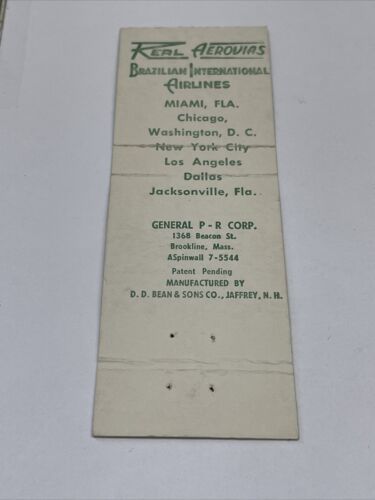 REAL AEROVIAS
BRAZILIAN INTERNATIONAL
AIRLINES
MIAMI, FLA.
Chicago,
Washington, D. C.
New York City
Los Angeles
Dallas
Jacksonville, Fla.
GENERAL P - R CORP.
1368 Beacon St.
Brookline, Mass.
ASpinwall 7-5544
Patent Pending
MANUFACTURED BY
D. D. BEAN & SONS CO., JAFFREY, N. H.